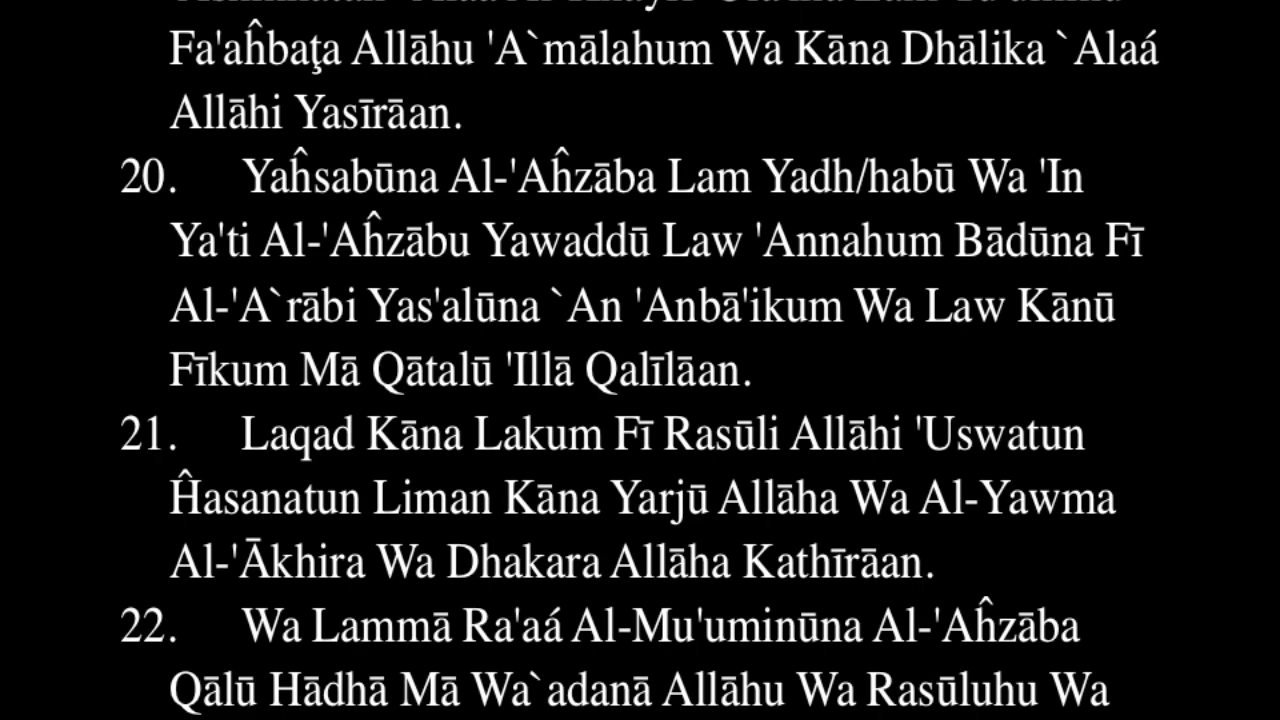 Fa'aĥbaţa Allāhu 'A`mālahum Wa Kāna Dhālika `Alaá
Allāhi Yasīrāan.
20. Yaĥsabūna Al-'Aĥzāba Lam Yadh/habū Wa 'In
Ya'ti Al-'Aĥzābu Yawaddū Law 'Annahum Bādūna Fī
Al-'A`rābi Yas'alūna `An 'Anbā'ikum Wa Law Kānū
Fīkum Mā Qātalū 'Illā Qalīlāan.
21. Laqad Kāna Lakum Fī Rasūli Allāhi 'Uswatun
Ĥasanatun Liman Kāna Yarjū Allāha Wa Al-Yawma
Al-'Ākhira Wa Dhakara Allāha Kathīrāan.
22. Wa Lammā Ra'aá Al-Mu'uminūna Al-'Aĥzāba
Qālū Hādhā Mā Wa`adanā Allāhu Wa Rasūluhu Wa